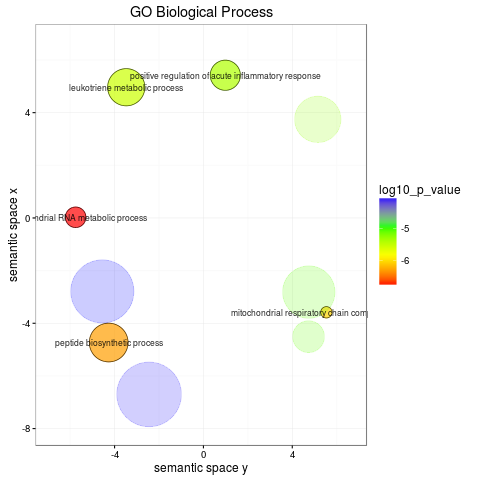 GO Biological Process
positive regulation of acute inflammatory response
leukotriene metabolic process
ndrial RNA metabolic process
mitochondrial respiratory chain com
peptide biosynthetic process
semantic space x
4
0
-4
-8
-4
0
4
semantic space y
log10_p_value
-5
-6